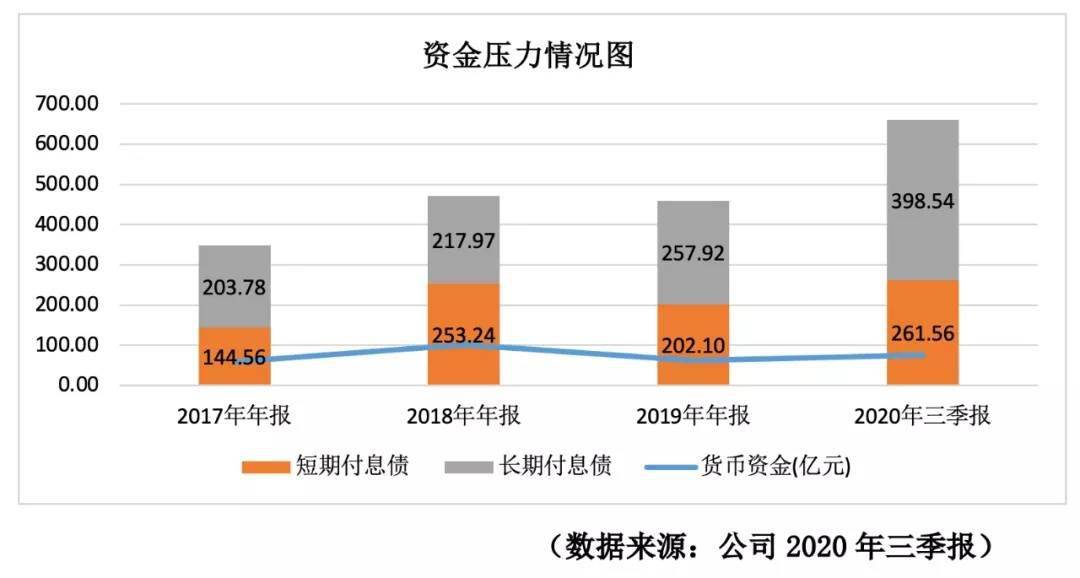 资金压力情况图
700.00
600.00
500.00
400.00
300.00
200.00
100.00
0.00
203.78
217.97
257.92
398.54
144.56
253.24
202.10
261.56
2017年年报
2018年年报
2019年年报
2020年三季报
短期付息债
长期付息债
货币资金(亿元)
（数据来源：公司 2020 年三季报）